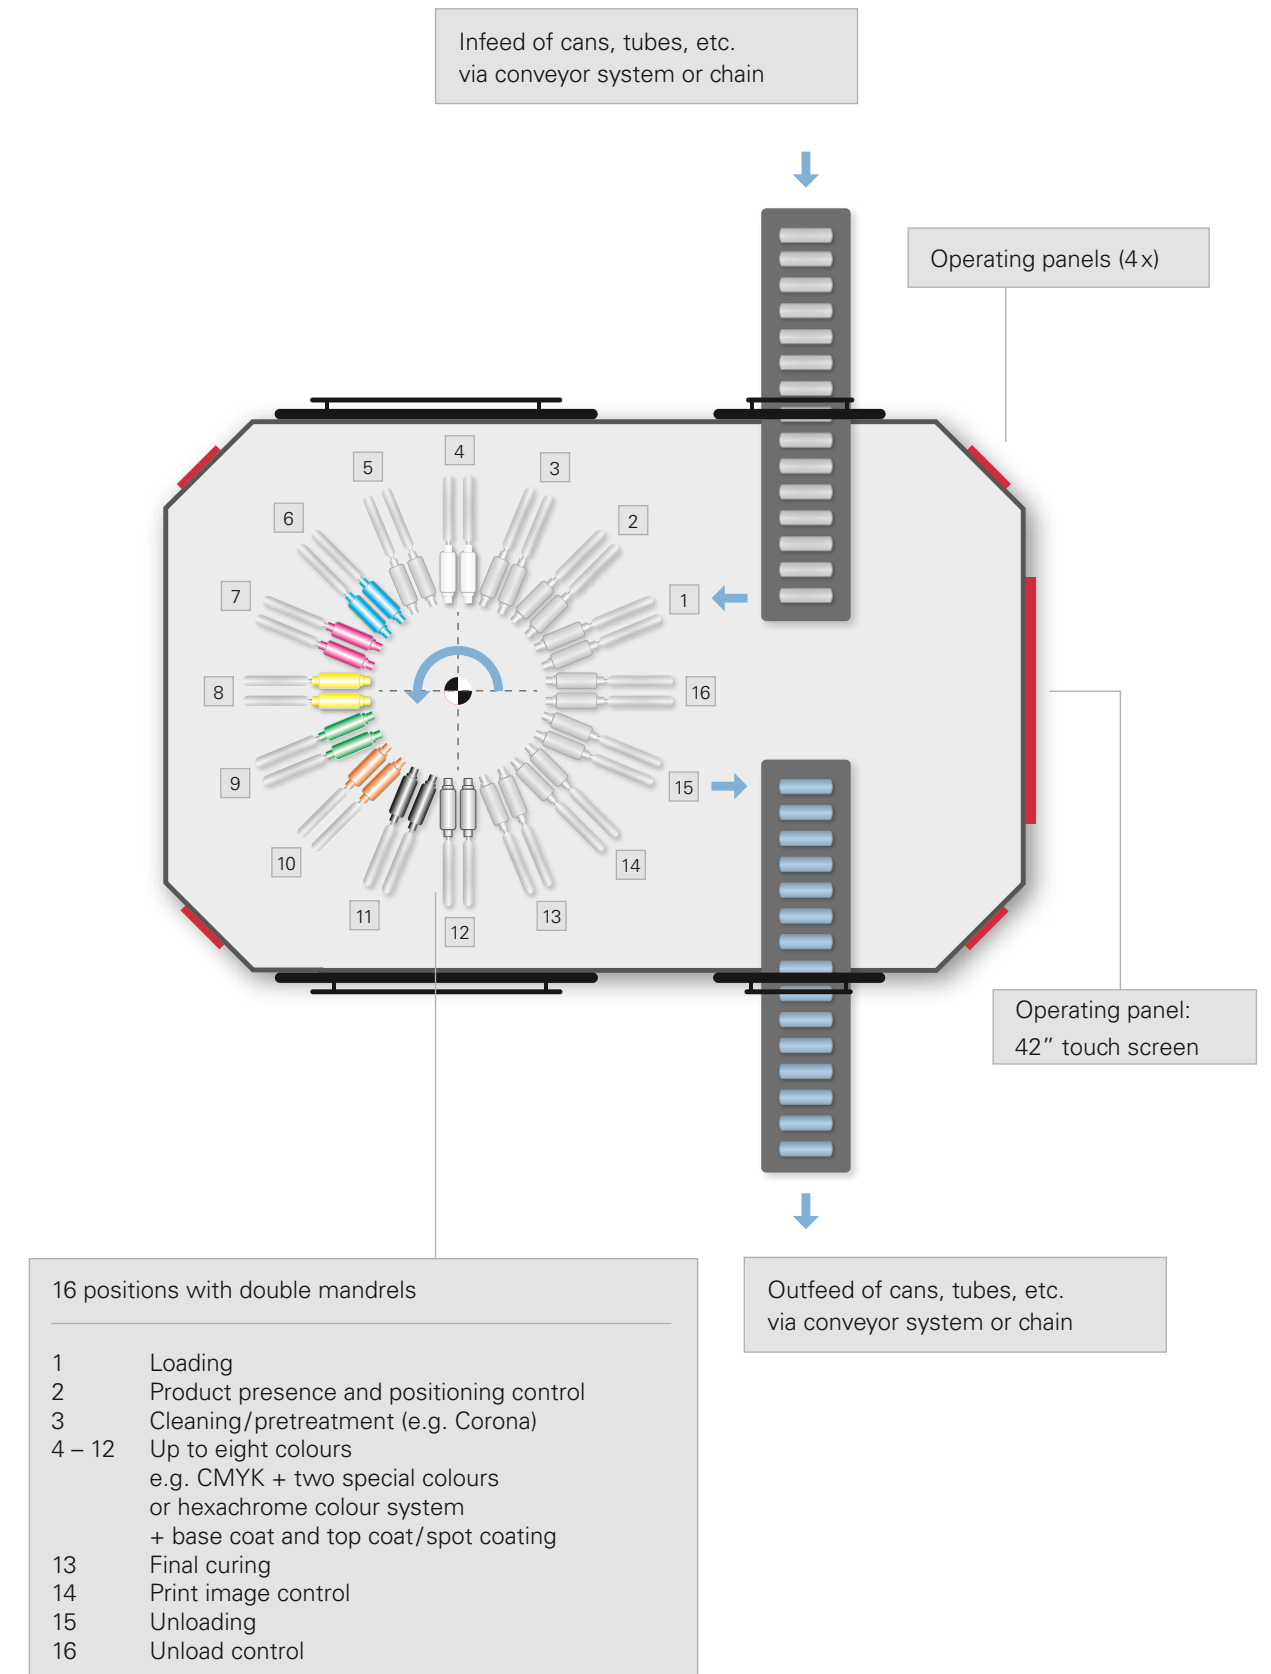 Infeed of cans, tubes, etc.
via conveyor system or chain
Operating panels (4x)
4
5
3
6
2
7
1
8
16
9
15
10
14
11
13
12
Operating panel:
42″ touch screen
16 positions with double mandrels
1 Loading
2 Product presence and positioning control
3 Cleaning/pretreatment (e.g. Corona)
4 – 12 Up to eight colours
e.g. CMYK + two special colours
or hexachrome colour system
+ base coat and top coat/spot coating
13 Final curing
14 Print image control
15 Unloading
16 Unload control
Outfeed of cans, tubes, etc.
via conveyor system or chain